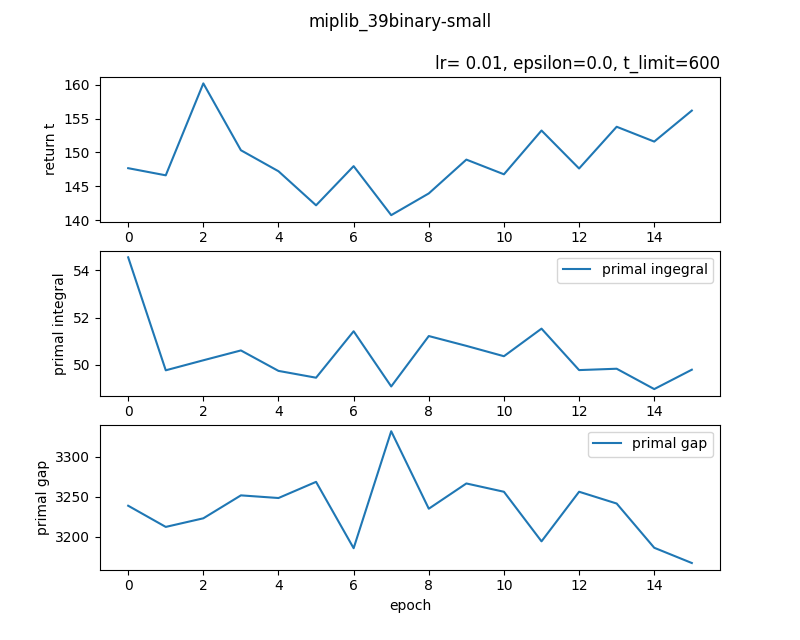 miplib_39binary-small
lr= 0.01, epsilon=0.0, t_limit=600
return t
160
155
150
145
140
0 2 4 6 8 10 12 14
primal integral
primal ingegral
54
52
50
0 2 4 6 8 10 12 14
primal gap
primal gap
3300
3250
3200
0 2 4 6 8 10 12 14
epoch